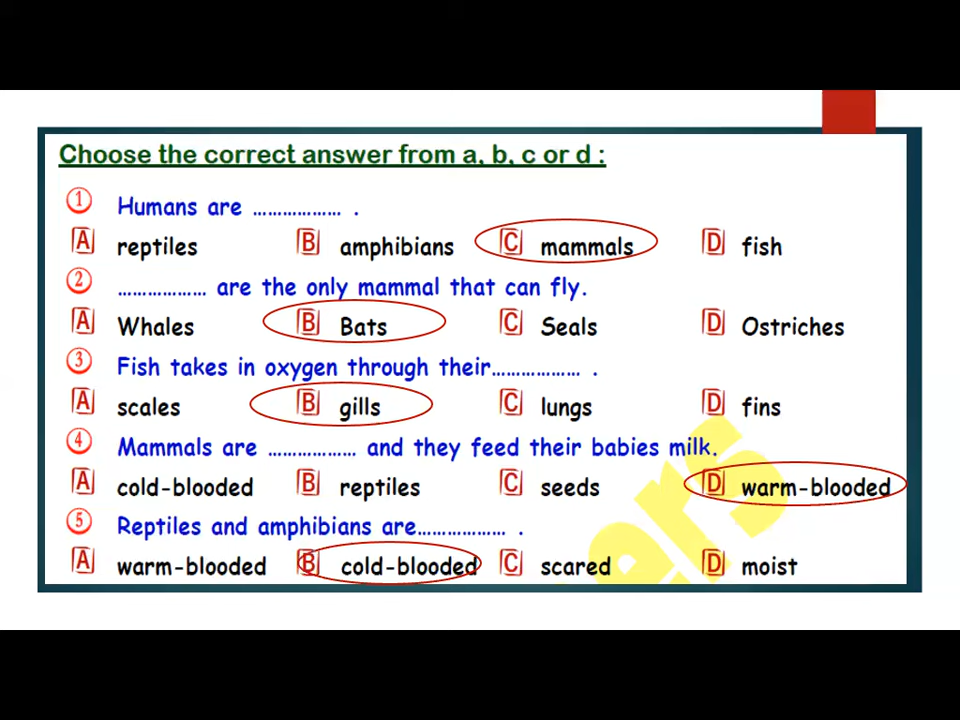 Choose the correct answer from a, b, c or d :
① Humans are .................. .
A reptiles B amphibians C mammals D fish
② .................. are the only mammal that can fly.
A Whales B Bats C Seals D Ostriches
③ Fish takes in oxygen through their.................. .
A scales B gills C lungs D fins
④ Mammals are .................. and they feed their babies milk.
A cold-blooded B reptiles C seeds D warm-blooded
⑤ Reptiles and amphibians are.................. .
A warm-blooded B cold-blooded C scared D moist